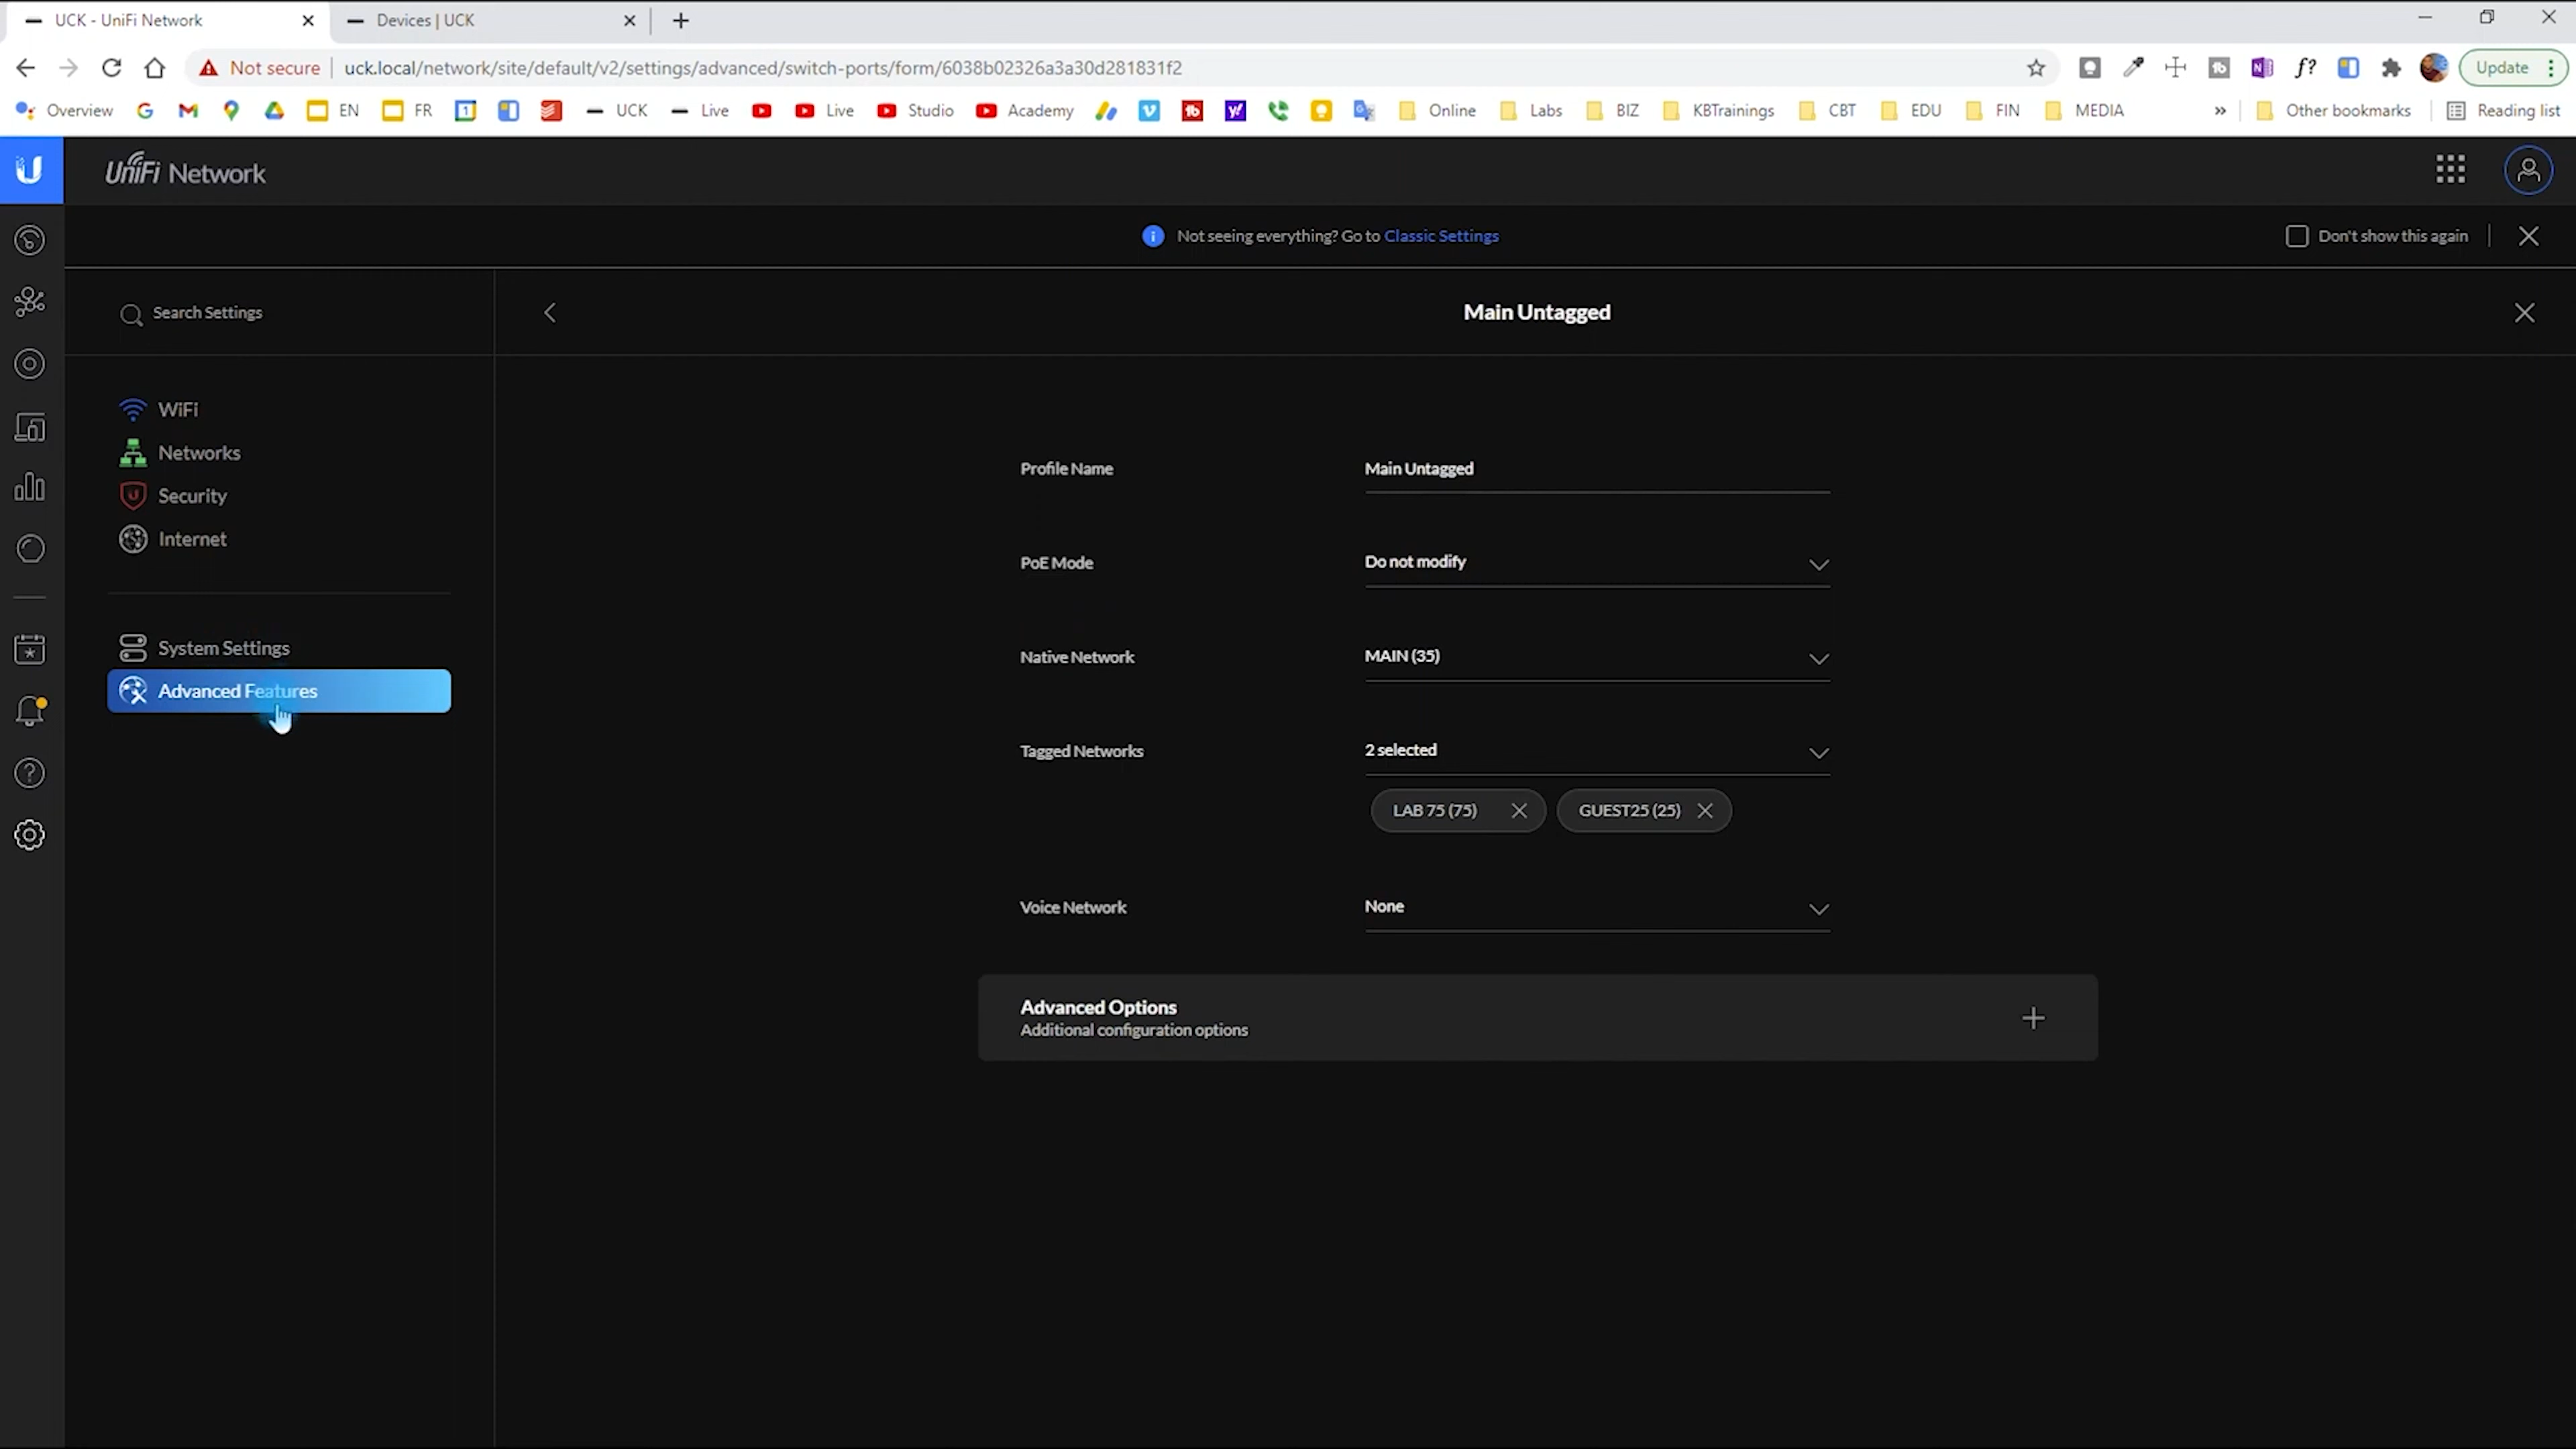 UCK - UniFi Network
Devices | UCK
Not secure
uck.local/network/site/default/v2/settings/advanced/switch-ports/form/6038b02326a3a30d281831f2
Update
Overview
EN
FR
UCK
Live
Live
Studio
Academy
Online
Labs
BIZ
KBTrainings
CBT
EDU
FIN
MEDIA
Other bookmarks
Reading list
UniFi Network
Not seeing everything? Go to Classic Settings
Don't show this again
Search Settings
Main Untagged
WiFi
Networks
Security
Internet
System Settings
Advanced Features
Profile Name
Main Untagged
PoE Mode
Do not modify
Native Network
MAIN (35)
Tagged Networks
2 selected
LAB 75 (75)
GUEST25 (25)
Voice Network
None
Advanced Options
Additional configuration options